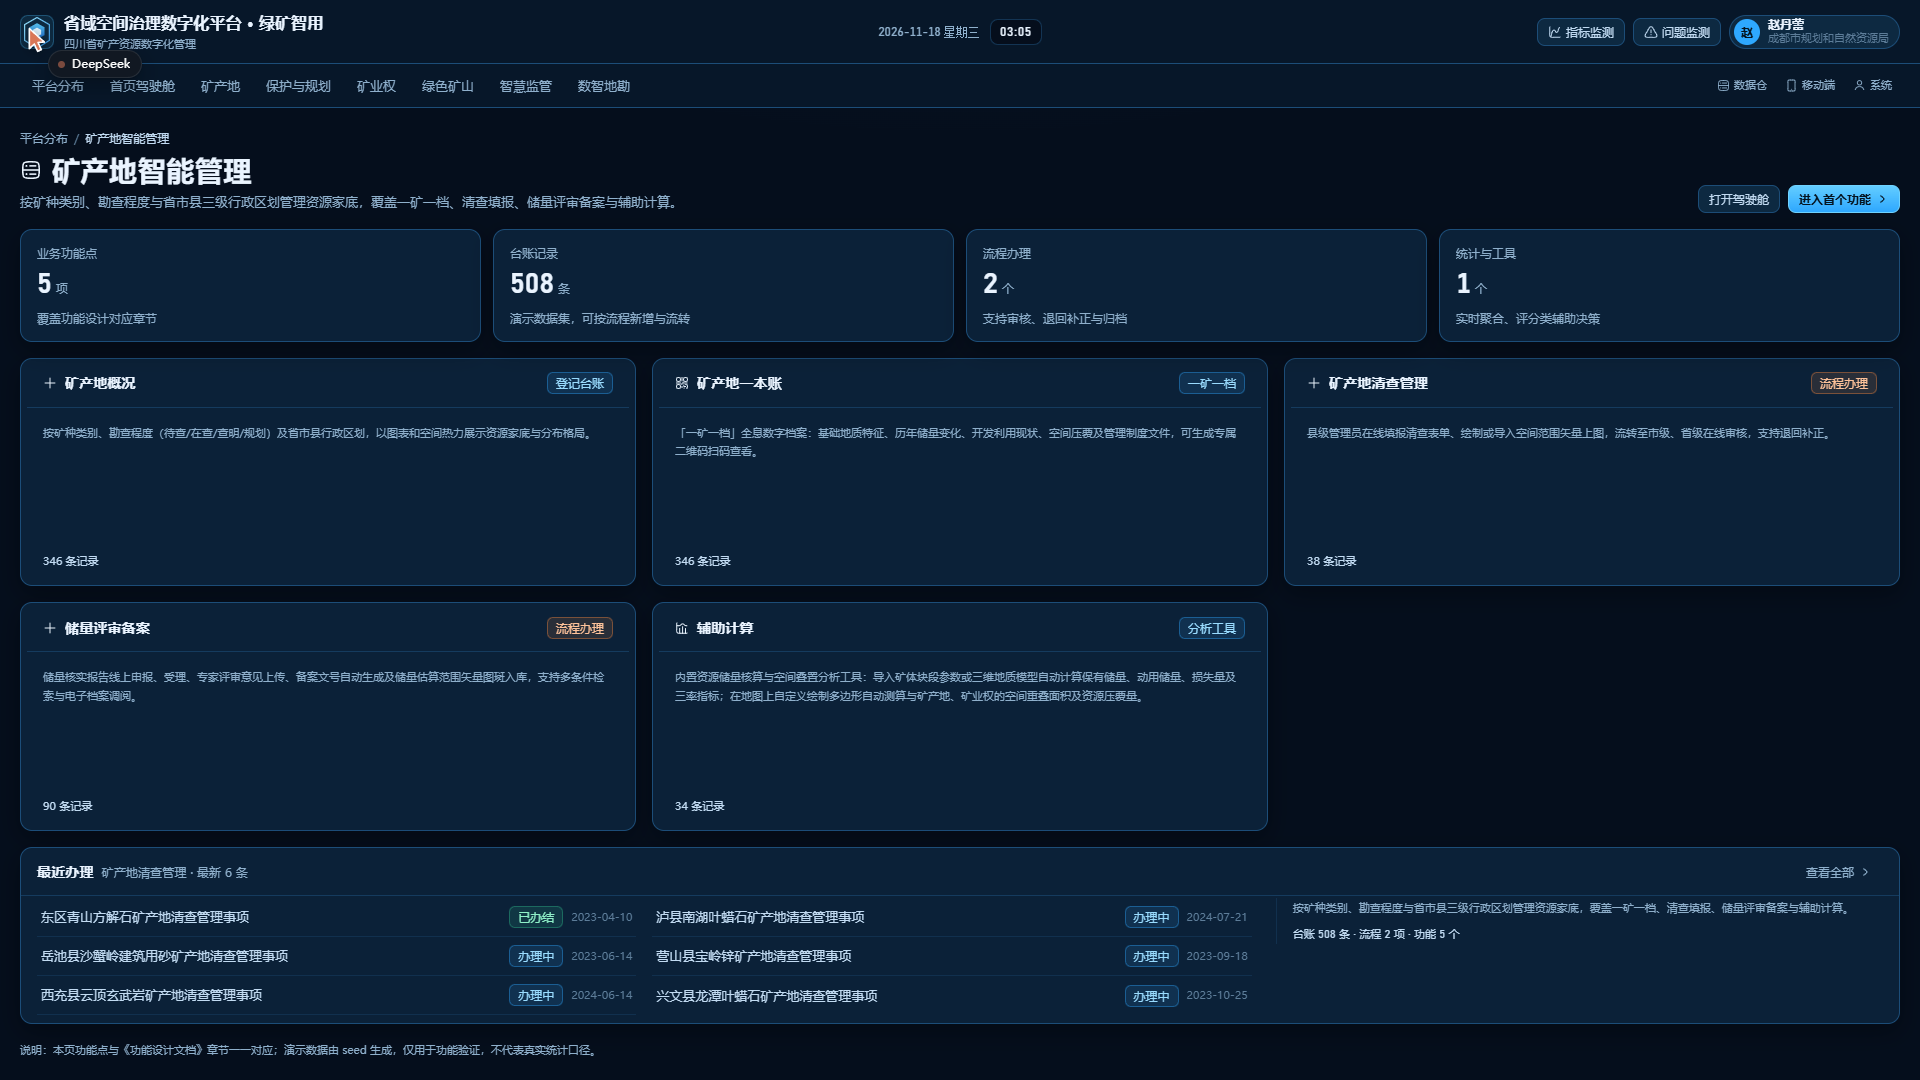 省域空间治理数字化平台 • 绿矿智用
四川省矿产资源数字化管理
2026-11-18 星期三 03:05
指标监测
问题监测
赵
赵丹蕾
成都市规划和自然资源局
DeepSeek
平台分布 首页驾驶舱 矿产地 保护与规划 矿业权 绿色矿山 智慧监管 数智地勘
数据仓 移动端 系统
平台分布 / 矿产地智能管理
矿产地智能管理
按矿种类别、勘查程度与省市县三级行政区划管理资源家底，覆盖一矿一档、清查填报、储量评审备案与辅助计算。
打开驾驶舱 进入首个功能
业务功能点
5 项
覆盖功能设计对应章节
台账记录
508 条
演示数据集，可按流程新增与流转
流程办理
2 个
支持审核、退回补正与归档
统计与工具
1 个
实时聚合、评分类辅助决策
矿产地概况 登记台账
按矿种类别、勘查程度（待查/在查/查明/规划）及省市县行政区划，以图表和空间热力展示资源家底与分布格局。
346 条记录
矿产地一本账 一矿一档
「一矿一档」全息数字档案：基础地质特征、历年储量变化、开发利用现状、空间压覆及管理制度文件，可生成专属
二维码扫码查看。
346 条记录
矿产地清查管理 流程办理
县级管理员在线填报清查表单、绘制或导入空间范围矢量上图，流转至市级、省级在线审核，支持退回补正。
38 条记录
储量评审备案 流程办理
储量核实报告线上申报、受理、专家评审意见上传、备案文号自动生成及储量估算范围矢量图斑入库，支持多条件检
索与电子档案调阅。
90 条记录
辅助计算 分析工具
内置资源储量核算与空间叠置分析工具：导入矿体块段参数或三维地质模型自动计算保有储量、动用储量、损失量及
三率指标；在地图上自定义绘制多边形自动测算与矿产地、矿业权的空间重叠面积及资源压覆量。
34 条记录
最近办理 矿产地清查管理 · 最新 6 条
查看全部
东区青山方解石矿产地清查管理事项 已办结 2023-04-10
泸县南湖叶蜡石矿产地清查管理事项 办理中 2024-07-21
岳池县沙蟹岭建筑用砂矿产地清查管理事项 办理中 2023-06-14
营山县宝岭锌矿产地清查管理事项 办理中 2023-09-18
西充县云顶玄武岩矿产地清查管理事项 办理中 2024-06-14
兴文县龙潭叶蜡石矿产地清查管理事项 办理中 2023-10-25
按矿种类别、勘查程度与省市县三级行政区划管理资源家底，覆盖一矿一档、清查填报、储量评审备案与辅助计算。
台账 508 条 · 流程 2 项 · 功能 5 个
说明：本页功能点与《功能设计文档》章节一一对应；演示数据由 seed 生成，仅用于功能验证，不代表真实统计口径。